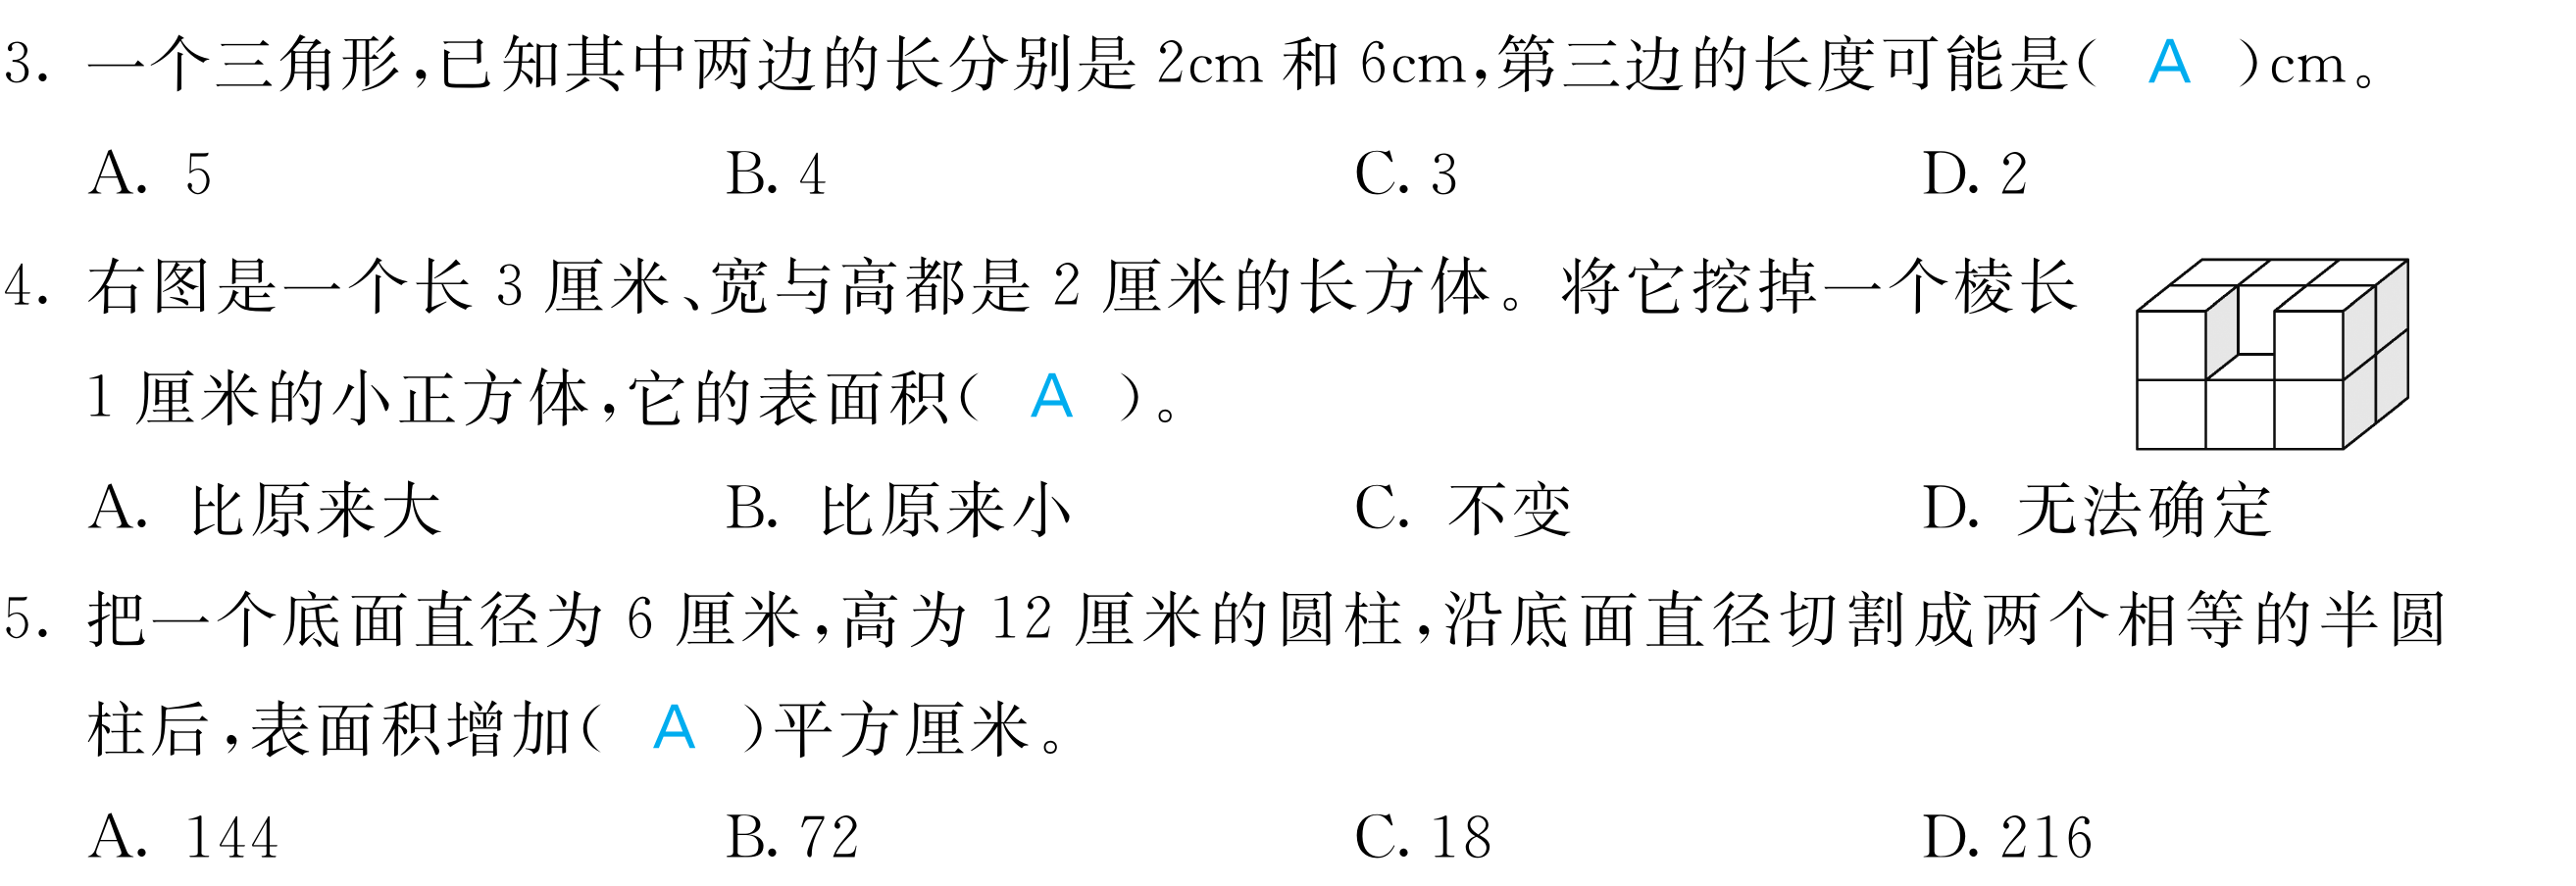 3. 一个三角形,已知其中两边的长分别是 2cm 和 6cm,第三边的长度可能是( A )cm。
A. 5 B. 4 C. 3 D. 2
4. 右图是一个长 3 厘米、宽与高都是 2 厘米的长方体。将它挖掉一个棱长
1 厘米的小正方体,它的表面积( A )。
A. 比原来大 B. 比原来小 C. 不变 D. 无法确定
5. 把一个底面直径为 6 厘米,高为 12 厘米的圆柱,沿底面直径切割成两个相等的半圆
柱后,表面积增加( A )平方厘米。
A. 144 B. 72 C. 18 D. 216